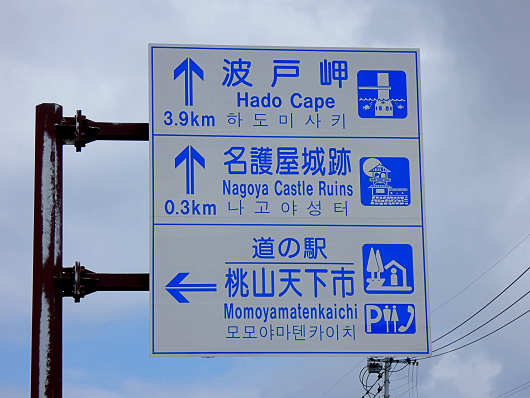 波戸岬
Hado Cape
3.9km 하도미사키
名護屋城跡
Nagoya Castle Ruins
0.3km 나고야성터
道の駅
桃山天下市
Momoyamatenkaichi
모모야마텐카이치
P